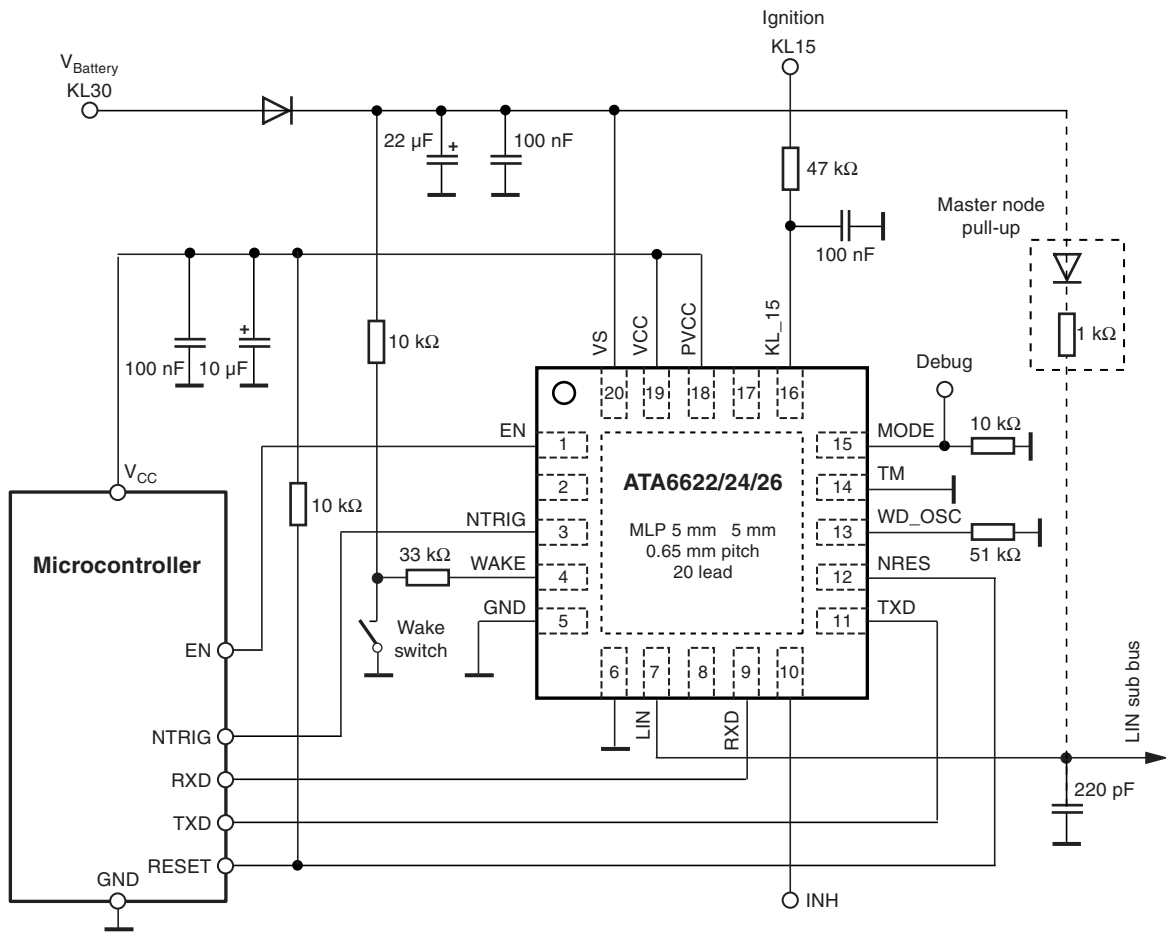 Ignition
KL15
V_Battery
KL30
22 µF
+
100 nF
47 kΩ
100 nF
Master node
pull-up
1 kΩ
100 nF
10 µF
+
10 kΩ
VS
VCC
PVCC
KL_15
Debug
20
19
18
17
16
EN
1
15
MODE
10 kΩ
2
ATA6622/24/26
14
TM
NTRIG
3
MLP 5 mm 5 mm
0.65 mm pitch
20 lead
13
WD_OSC
51 kΩ
33 kΩ
WAKE
4
12
NRES
GND
5
11
TXD
Wake
switch
6
7
8
9
10
LIN
RXD
V_CC
10 kΩ
Microcontroller
EN
NTRIG
RXD
TXD
RESET
GND
LIN sub bus
220 pF
INH